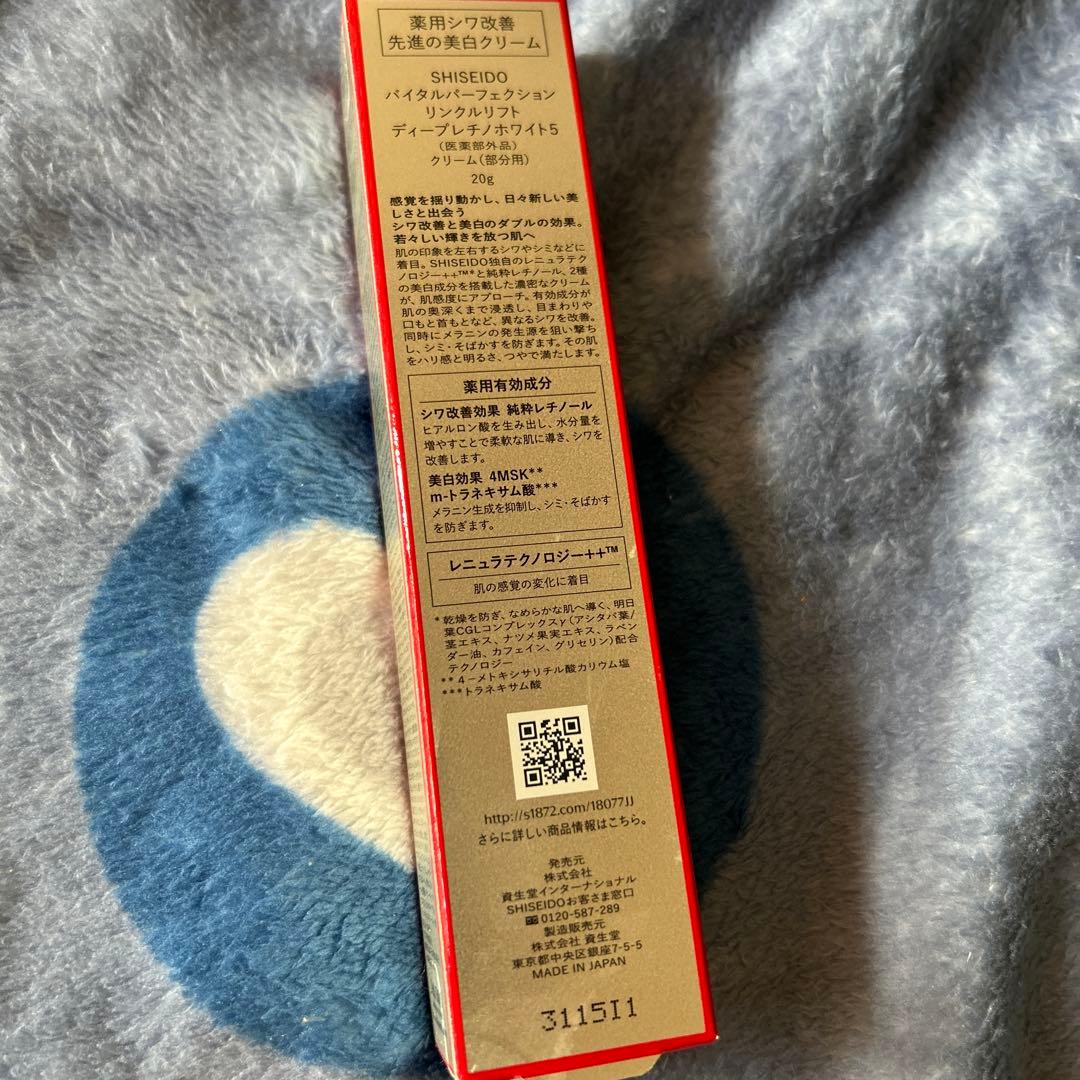 薬用シワ改善
先進の美白クリーム
SHISEIDO
バイタルパーフェクション
リンクルリフト
ディープレチノホワイト5
（医薬部外品）
クリーム（部分用）
20g
感覚を揺り動かし、日々新しい美
しさと出会う
シワ改善と美白のダブルの効果。
若々しい輝きを放つ肌へ
肌の印象を左右するシワやシミなどに
着目。SHISEIDO独自のレニュラテク
ノロジー++™*と純粋レチノール、2種
の美白成分を搭載した濃密なクリーム
が、肌感度にアプローチ。有効成分が
肌の奥深くまで浸透し、目まわりや
口もと首もとなど、異なるシワを改善。
同時にメラニンの発生源を狙い撃ち
し、シミ・そばかすを防ぎます。その肌
をハリ感と明るさ、つやで満たします。
薬用有効成分
シワ改善効果 純粋レチノール
ヒアルロン酸を生み出し、水分量を
増やすことで柔軟な肌に導き、シワを
改善します。
美白効果 4MSK**
m-トラネキサム酸***
メラニン生成を抑制し、シミ・そばかす
を防ぎます。
レニュラテクノロジー++™
肌の感覚の変化に着目
*乾燥を防ぎ、なめらかな肌へ導く、明日
葉CGLコンプレックスγ（アシタバ葉/
茎エキス、ナツメ果実エキス、ラベン
ダー油、カフェイン、グリセリン）配合
テクノロジー
**4-メトキシサリチル酸カリウム塩
***トラネキサム酸
http://s1872.com/18077JJ
さらに詳しい商品情報はこちら。
発売元
株式会社
資生堂インターナショナル
SHISEIDOお客さま窓口
0120-587-289
製造販売元
株式会社 資生堂
東京都中央区銀座7-5-5
MADE IN JAPAN
3115I1